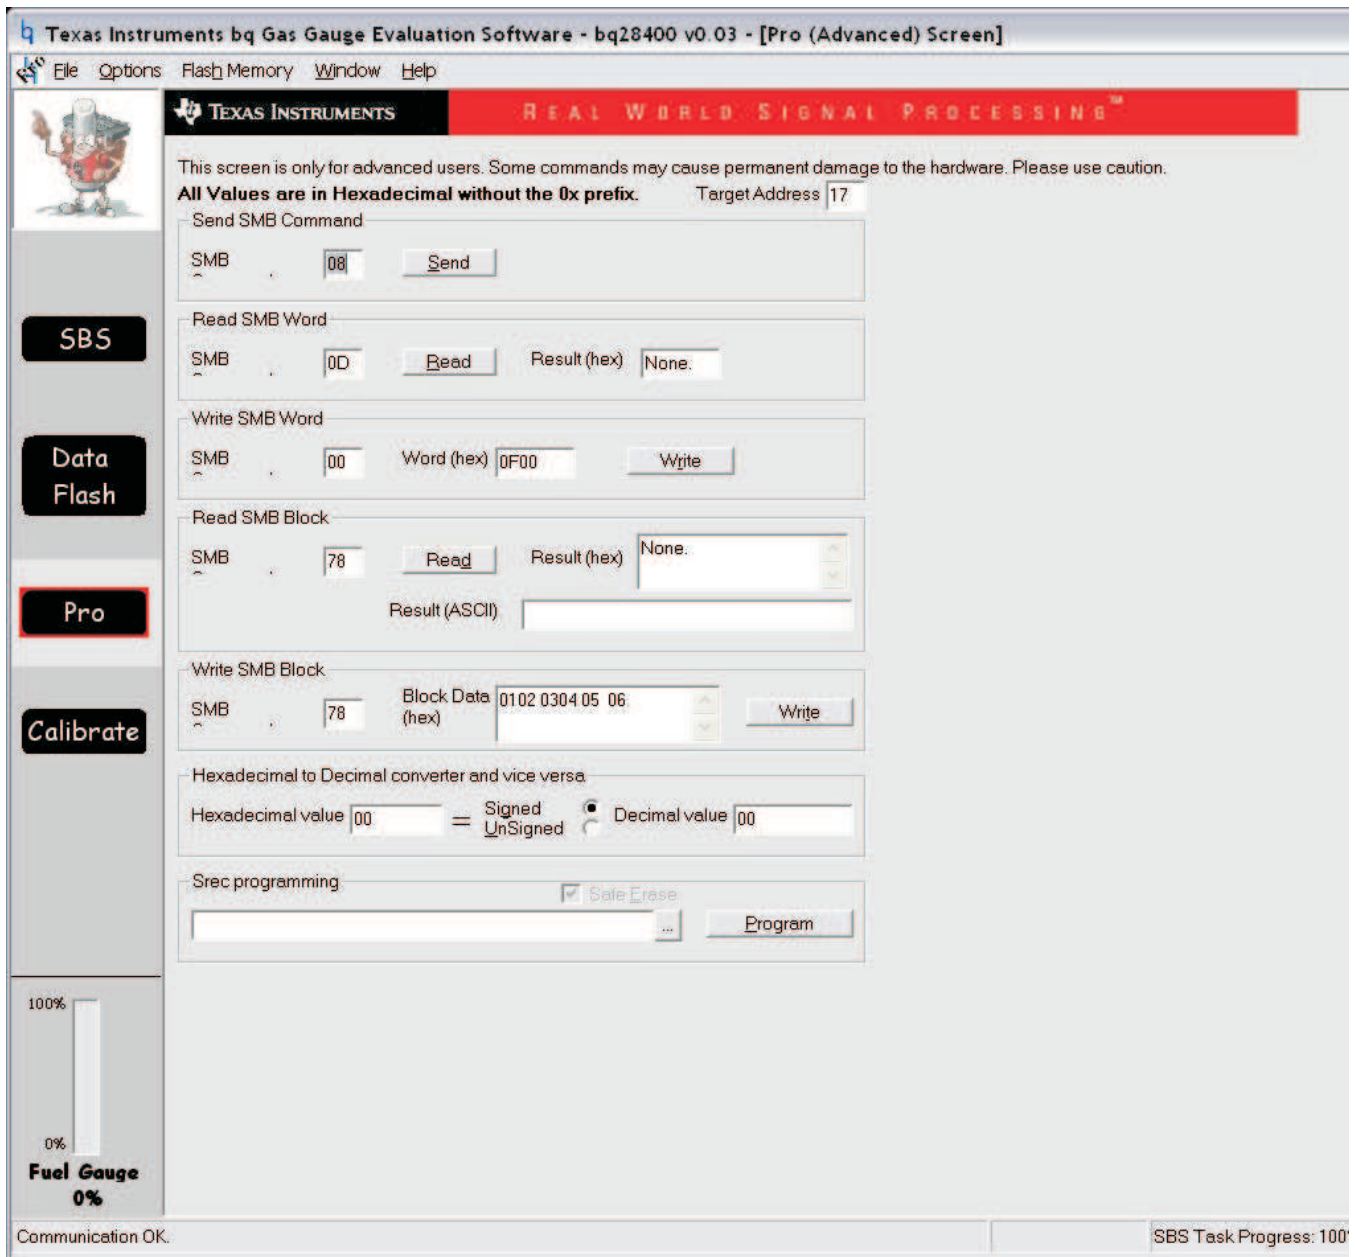 Texas Instruments bq Gas Gauge Evaluation Software - bq28400 v0.03 - [Pro (Advanced) Screen]
File Options Flash Memory Window Help
TEXAS INSTRUMENTS REAL WORLD SIGNAL PROCESSING™
This screen is only for advanced users. Some commands may cause permanent damage to the hardware. Please use caution.
All Values are in Hexadecimal without the 0x prefix. Target Address 17
Send SMB Command
SMB 08 Send
SBS
Read SMB Word
SMB 0D Read Result (hex) None.
Write SMB Word
Data Flash
SMB 00 Word (hex) 0F00 Write
Read SMB Block
SMB 78 Read Result (hex) None.
Pro
Result (ASCII)
Write SMB Block
SMB 78 Block Data (hex) 0102 0304 05 06 Write
Calibrate
Hexadecimal to Decimal converter and vice versa
Hexadecimal value 00 = Signed UnSigned Decimal value 00
Srec programming Safe Erase
... Program
100%
0%
Fuel Gauge
0%
Communication OK. SBS Task Progress: 100%